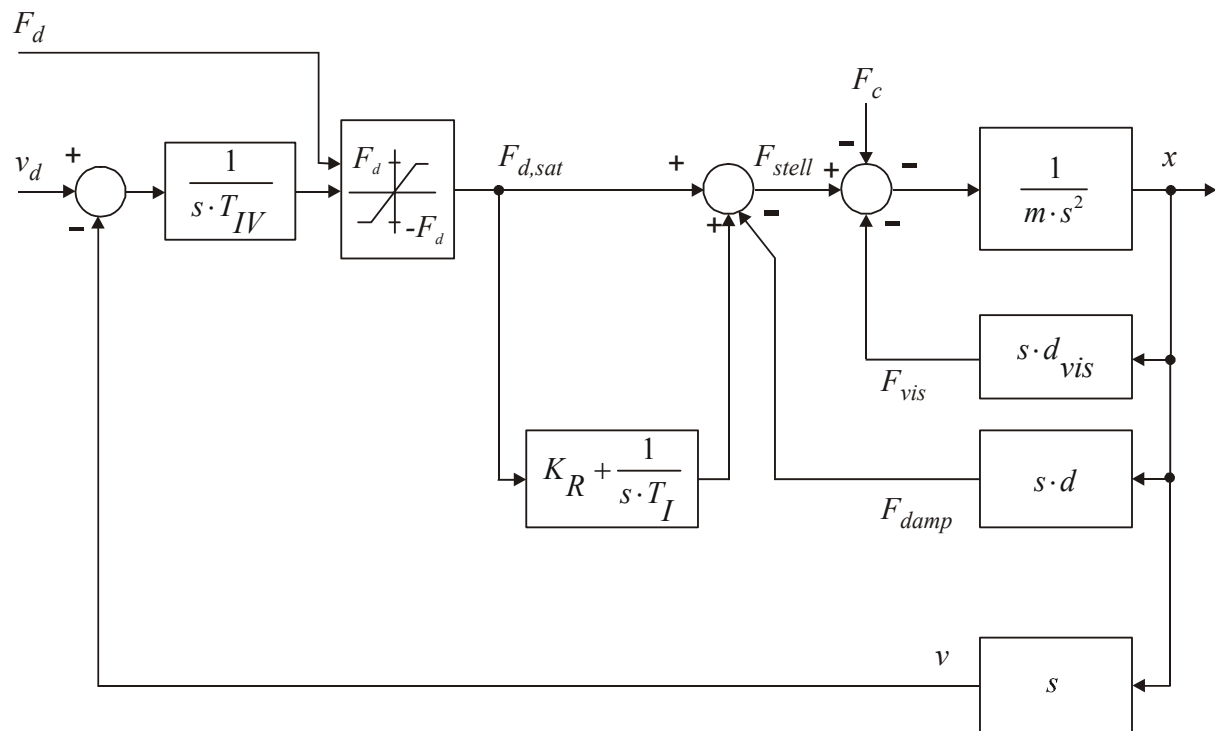 F_d
F_c
v_d
+
−
1
s · T_IV
F_d
-F_d
F_d,sat
+
+
−
F_stell
+
−
−
−
1
m · s²
x
s · d_vis
F_vis
K_R + 1
s · T_I
s · d
F_damp
v
s